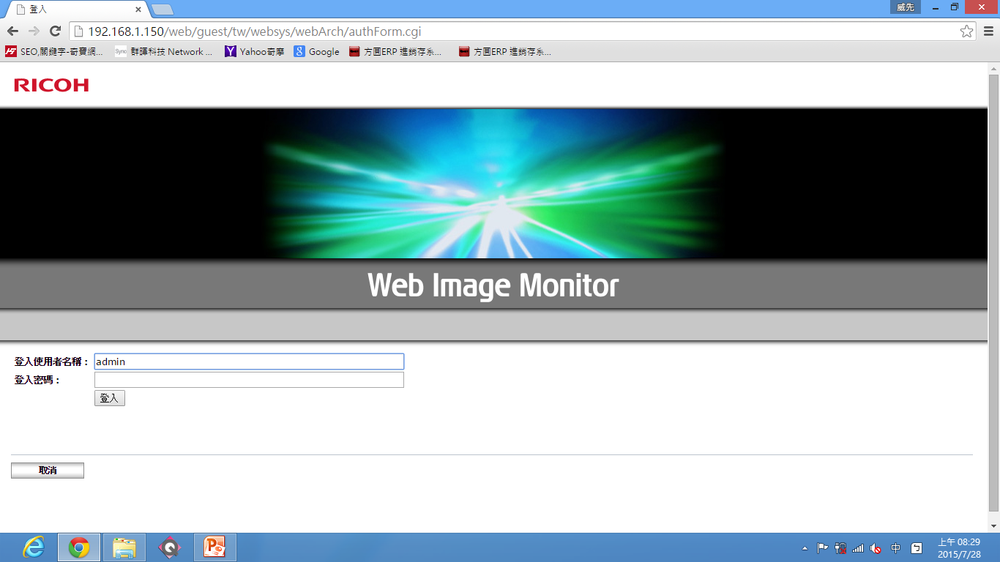 登入
威先
192.168.1.150/web/guest/tw/websys/webArch/authForm.cgi
SEO,關鍵字-奇寶網... Syno 群暉科技 Network ... Yahoo奇摩 Google 方圓ERP 進銷存系... 方圓ERP 進銷存系...
RICOH
Web Image Monitor
登入使用者名稱： admin
登入密碼：
登入
取消
中
上午 08:29
2015/7/28